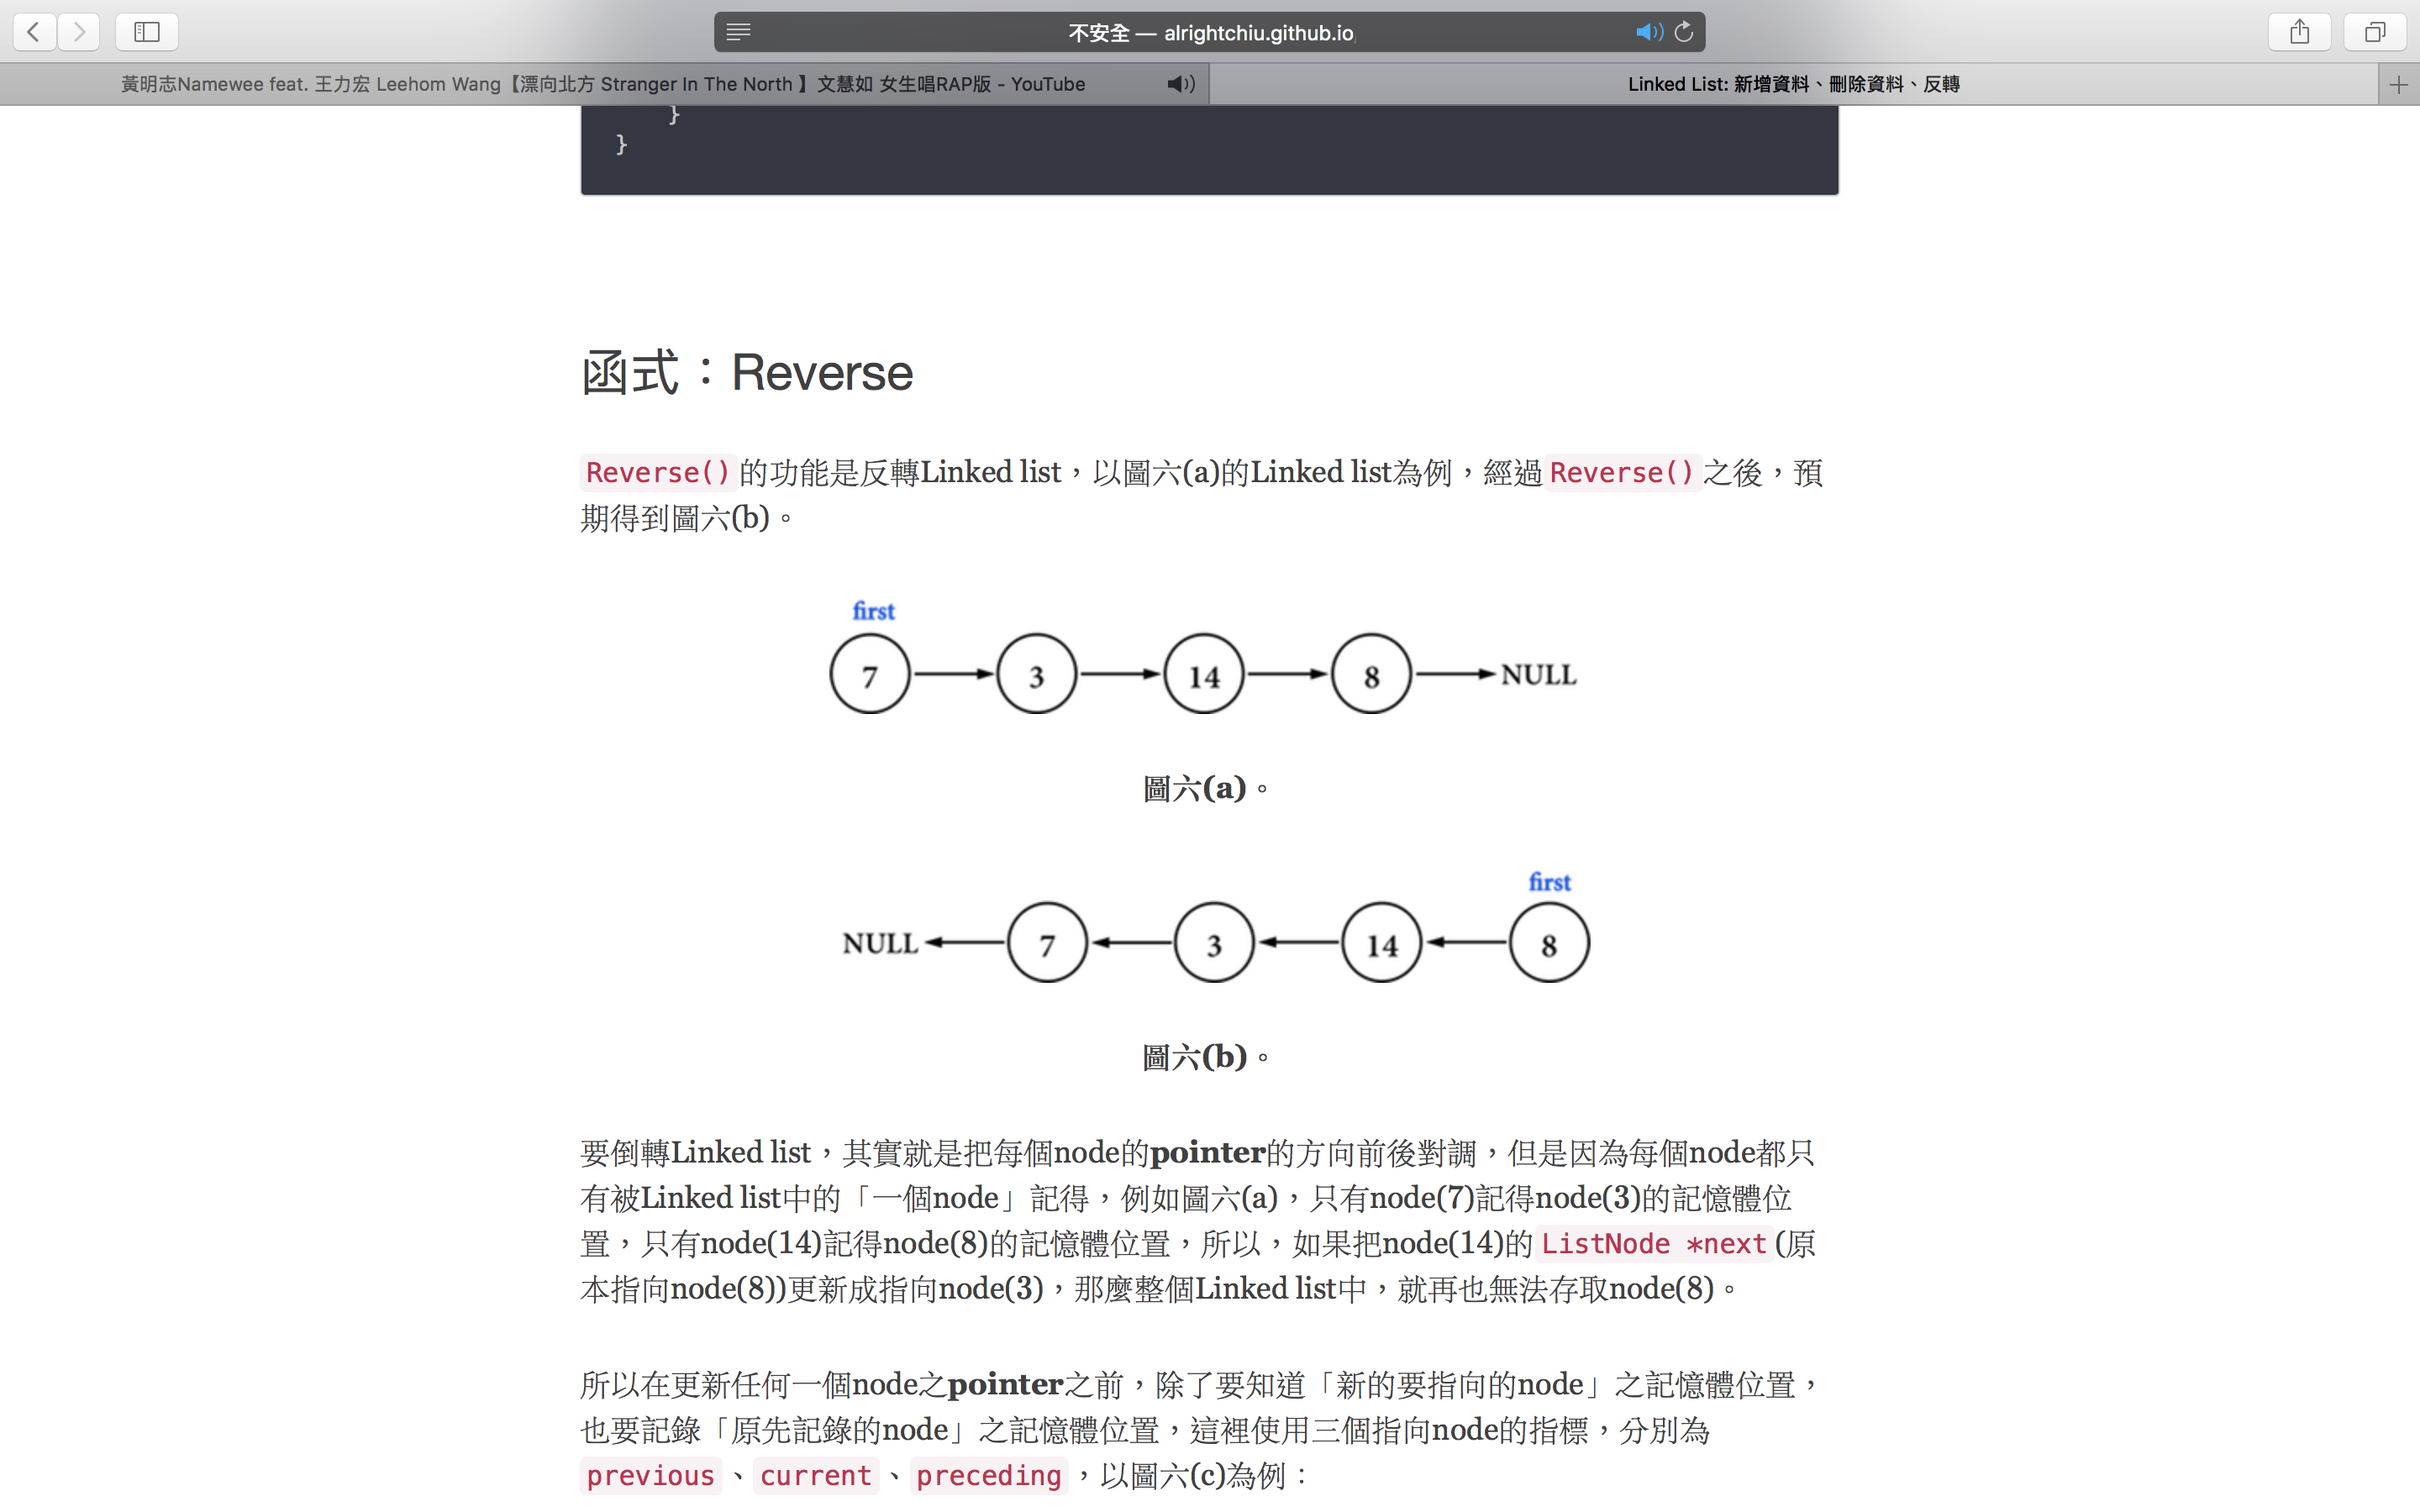 不安全 — alrightchiu.github.io
黃明志Namewee feat. 王力宏 Leehom Wang【漂向北方 Stranger In The North 】文慧如 女生唱RAP版 - YouTube
Linked List: 新增資料、刪除資料、反轉
}
}
函式：Reverse
Reverse()的功能是反轉Linked list，以圖六(a)的Linked list為例，經過Reverse()之後，預
期得到圖六(b)。
first
7 3 14 8 NULL
圖六(a)。
first
NULL 7 3 14 8
圖六(b)。
要倒轉Linked list，其實就是把每個node的pointer的方向前後對調，但是因為每個node都只
有被Linked list中的「一個node」記得，例如圖六(a)，只有node(7)記得node(3)的記憶體位
置，只有node(14)記得node(8)的記憶體位置，所以，如果把node(14)的ListNode *next(原
本指向node(8))更新成指向node(3)，那麼整個Linked list中，就再也無法存取node(8)。
所以在更新任何一個node之pointer之前，除了要知道「新的要指向的node」之記憶體位置，
也要記錄「原先記錄的node」之記憶體位置，這裡使用三個指向node的指標，分別為
previous、current、preceding，以圖六(c)為例：